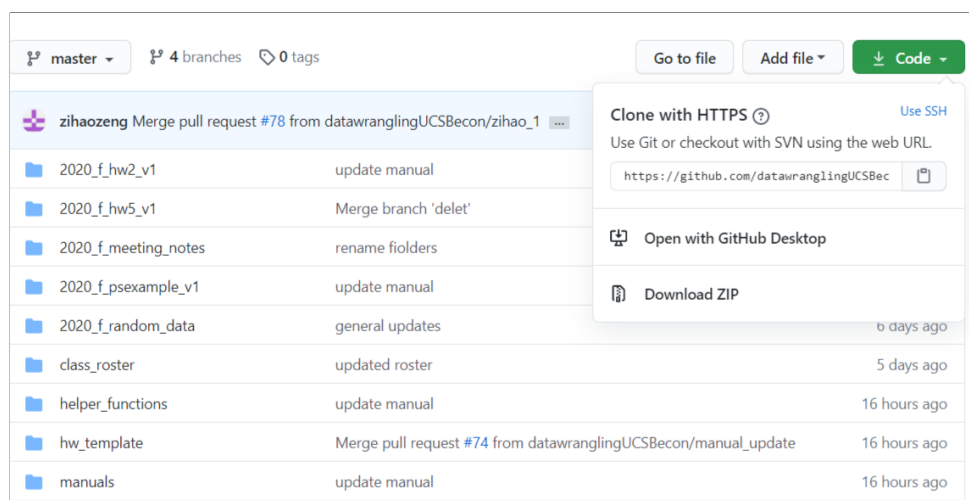 master 4 branches 0 tags Go to file Add file Code
zihaozeng Merge pull request #78 from datawranglingUCSBecon/zihao_1 ...
Clone with HTTPS ? Use SSH
Use Git or checkout with SVN using the web URL.
https://github.com/datawranglingUCSBec
Open with GitHub Desktop
Download ZIP
2020_f_hw2_v1 update manual
2020_f_hw5_v1 Merge branch 'delet'
2020_f_meeting_notes rename fiolders
2020_f_psexample_v1 update manual
2020_f_random_data general updates 6 days ago
class_roster updated roster 5 days ago
helper_functions update manual 16 hours ago
hw_template Merge pull request #74 from datawranglingUCSBecon/manual_update 16 hours ago
manuals update manual 16 hours ago